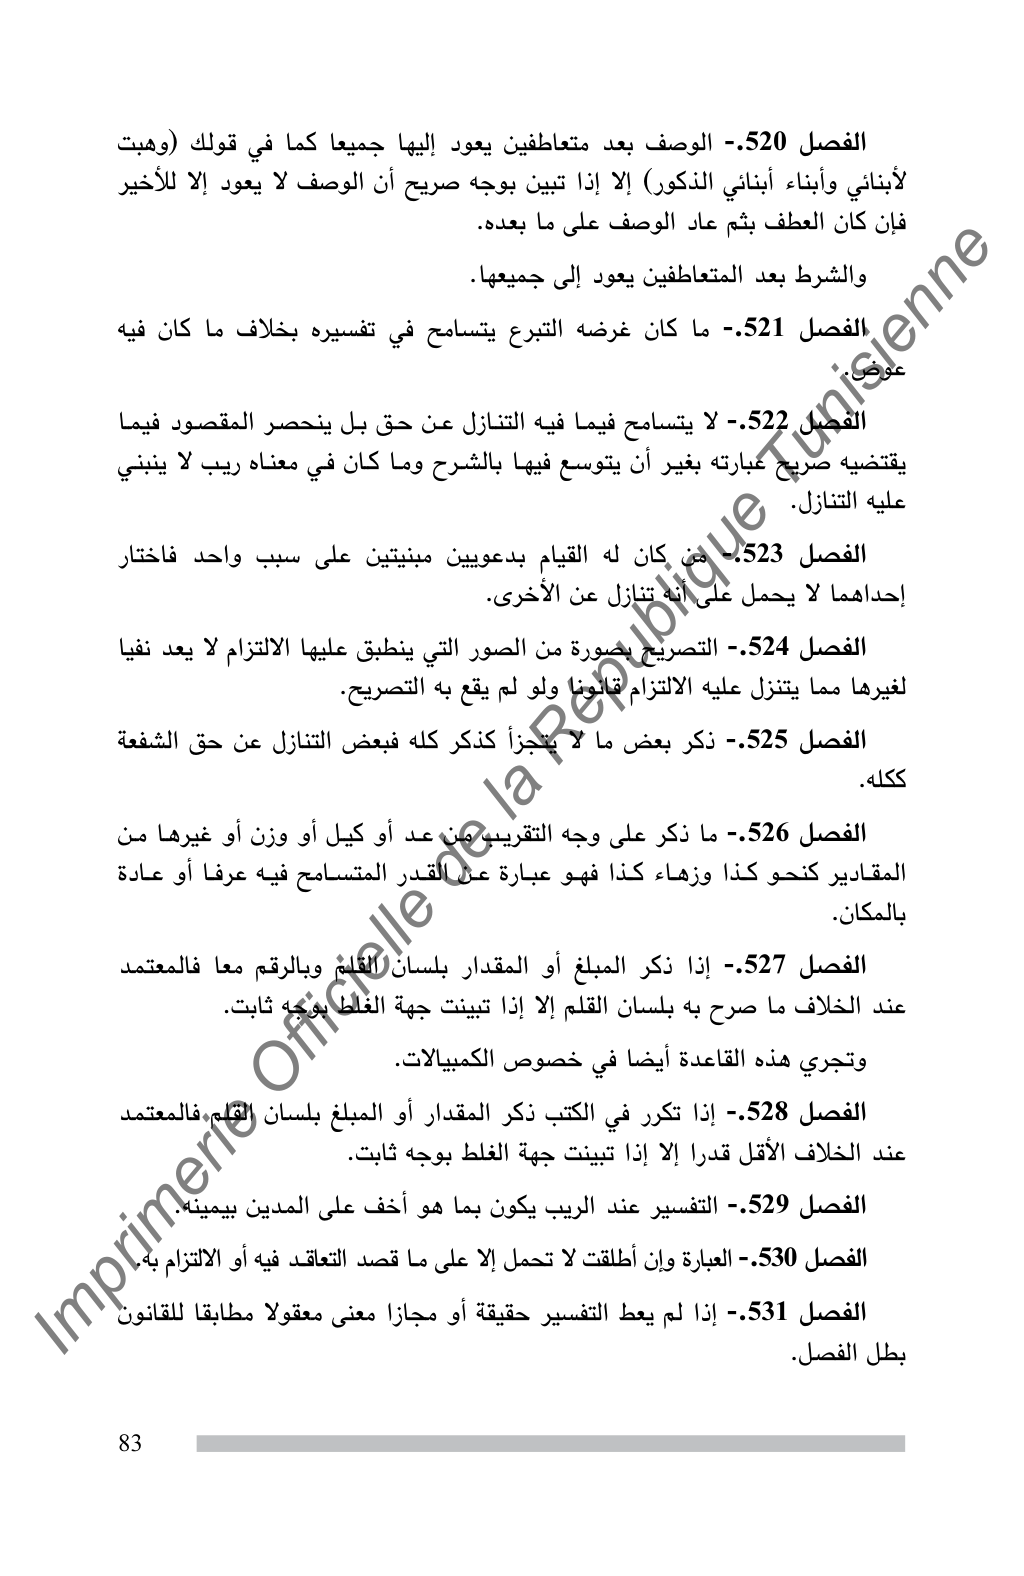 الفصل 520.- الوصف بعد متعاطفين يعود إليها جميعا كما في قولك (وهبت
لأبنائي وأبناء أبنائي الذكور) إلا إذا تبين بوجه صريح أن الوصف لا يعود إلا للأخير
فإن كان العطف بثم عاد الوصف على ما بعده.
والشرط بعد المتعاطفين يعود إلى جميعها.
الفصل 521.- ما كان غرضه التبرع يتسامح في تفسيره بخلاف ما كان فيه
عوض.
الفصل 522.- لا يتسامح فيما فيه التنازل عن حق بل ينحصر المقصود فيما
يقتضيه صريح عبارته بغير أن يتوسع فيها بالشرح وما كان في معناه ريب لا ينبني
عليه التنازل.
الفصل 523.- من كان له القيام بدعويين مبنيتين على سبب واحد فاختار
إحداهما لا يحمل على أنه تنازل عن الأخرى.
الفصل 524.- التصريح بصورة من الصور التي ينطبق عليها الالتزام لا يعد نفيا
لغيرها مما يتنزل عليه الالتزام قانونا ولو لم يقع به التصريح.
الفصل 525.- ذكر بعض ما لا يتجزأ كذكر كله فبعض التنازل عن حق الشفعة
ككله.
الفصل 526.- ما ذكر على وجه التقريب من عد أو كيل أو وزن أو غيرها من
المقادير كنحو كذا وزهاء كذا فهو عبارة عن القدر المتسامح فيه عرفا أو عادة
بالمكان.
الفصل 527.- إذا ذكر المبلغ أو المقدار بلسان القلم وبالرقم معا فالمعتمد
عند الخلاف ما صرح به بلسان القلم إلا إذا تبينت جهة الغلط بوجه ثابت.
وتجري هذه القاعدة أيضا في خصوص الكمبيالات.
الفصل 528.- إذا تكرر في الكتب ذكر المقدار أو المبلغ بلسان القلم فالمعتمد
عند الخلاف الأقل قدرا إلا إذا تبينت جهة الغلط بوجه ثابت.
الفصل 529.- التفسير عند الريب يكون بما هو أخف على المدين بيمينه.
الفصل 530.- العبارة وإن أطلقت لا تحمل إلا على ما قصد التعاقد فيه أو الالتزام به.
الفصل 531.- إذا لم يعط التفسير حقيقة أو مجازا معنى معقولا مطابقا للقانون
بطل الفصل.
83
Imprimerie Officielle de la République Tunisienne